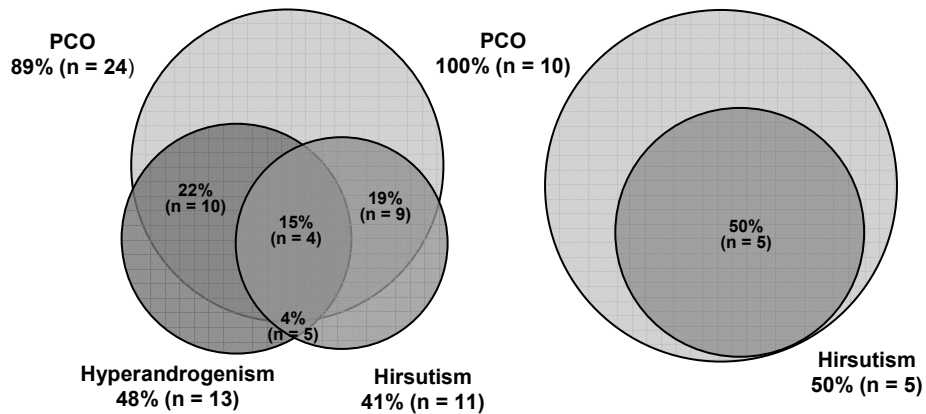 PCO
89% (n = 24)
PCO
100% (n = 10)
22%
(n = 10)
15%
(n = 4)
19%
(n = 9)
4%
(n = 5)
50%
(n = 5)
Hyperandrogenism
48% (n = 13)
Hirsutism
41% (n = 11)
Hirsutism
50% (n = 5)